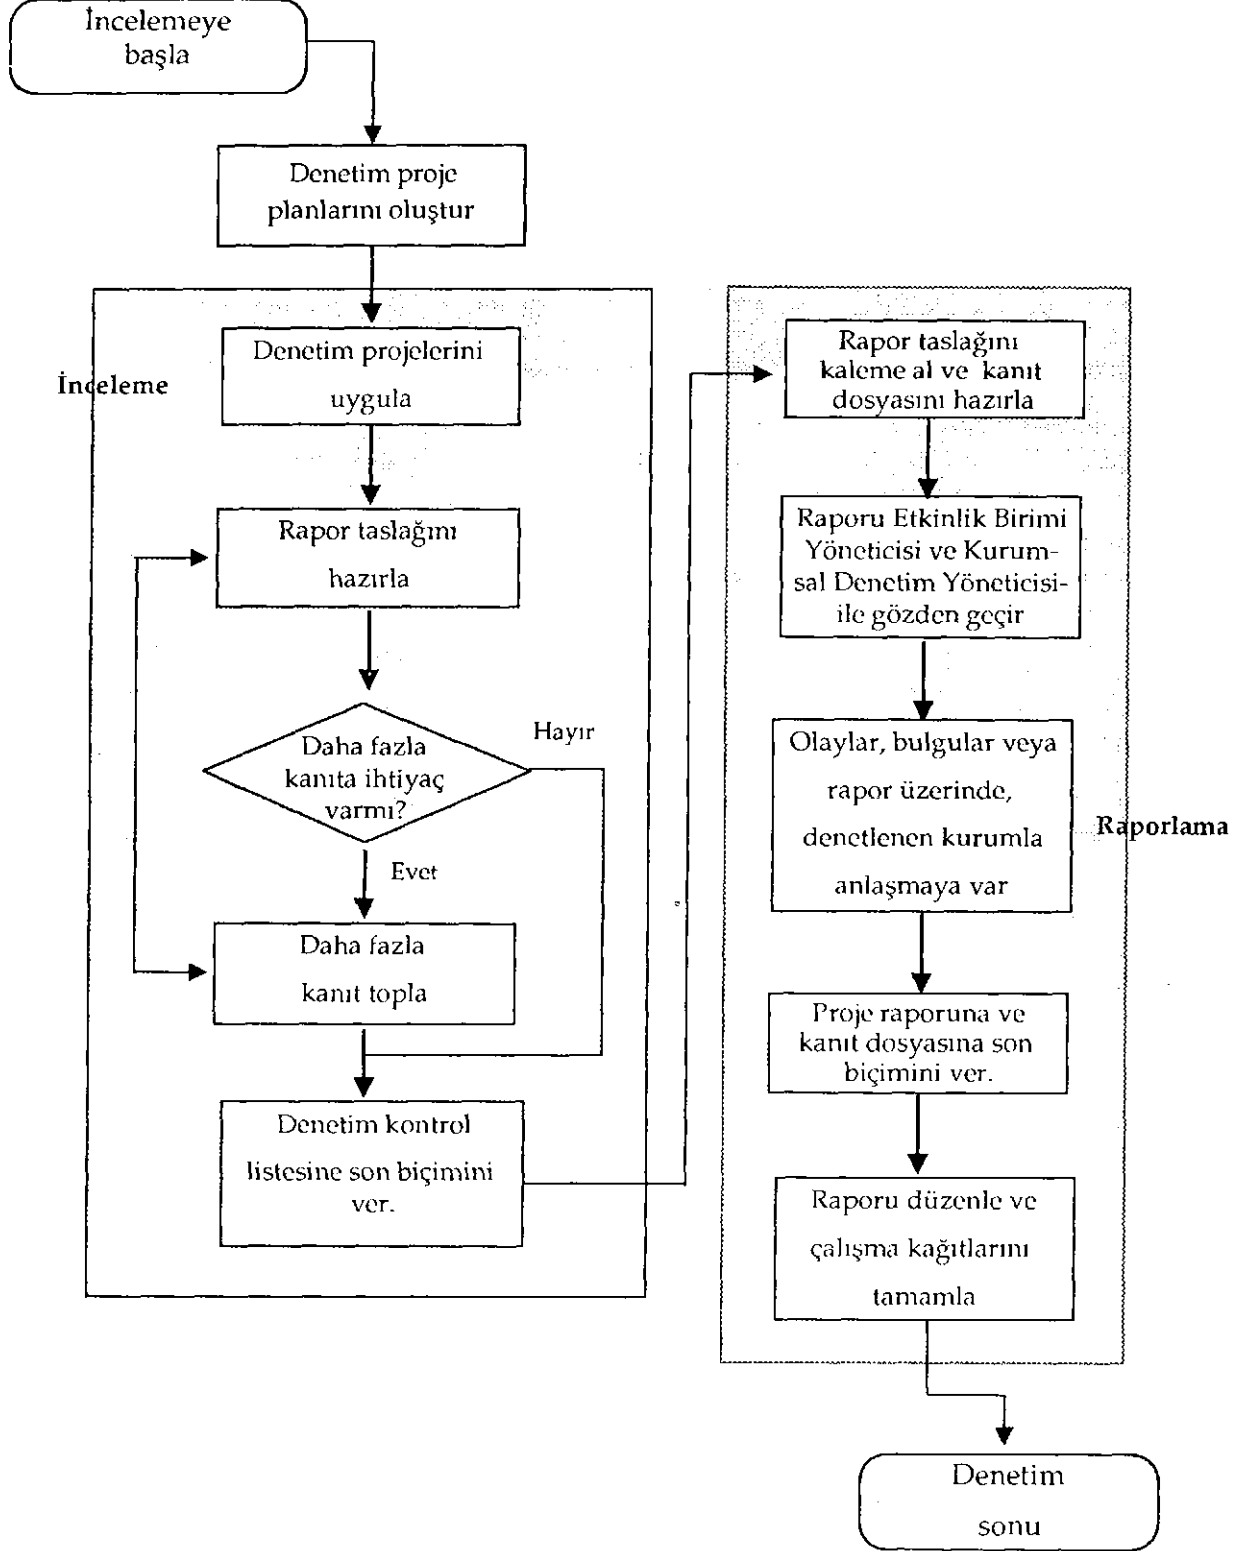 İncelemeye
başla
Denetim proje
planlarını oluştur
İnceleme
Denetim projelerini
uygula
Rapor taslağını
hazırla
Daha fazla
kanıta ihtiyaç
varmı?
Hayır
Evet
Daha fazla
kanıt topla
Denetim kontrol
listesine son biçimini
ver.
Rapor taslağını
kaleme al ve kanıt
dosyasını hazırla
Raporu Etkinlik Birimi
Yöneticisi ve Kurum-
sal Denetim Yöneticisi-
ile gözden geçir
Olaylar, bulgular veya
rapor üzerinde,
denetlenen kurumla
anlaşmaya var
Raporlama
Proje raporuna ve
kanıt dosyasına son
biçimini ver.
Raporu düzenle ve
çalışma kağıtlarını
tamamla
Denetim
sonu